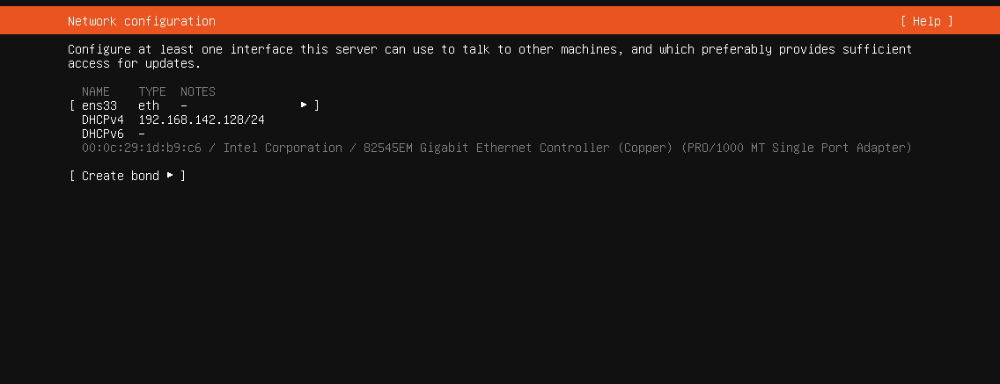 Network configuration [ Help ]
Configure at least one interface this server can use to talk to other machines, and which preferably provides sufficient
access for updates.
NAME TYPE NOTES
[ ens33 eth - ▸ ]
DHCPv4 192.168.142.128/24
DHCPv6 -
00:0c:29:1d:b9:c6 / Intel Corporation / 82545EM Gigabit Ethernet Controller (Copper) (PRO/1000 MT Single Port Adapter)
[ Create bond ▸ ]